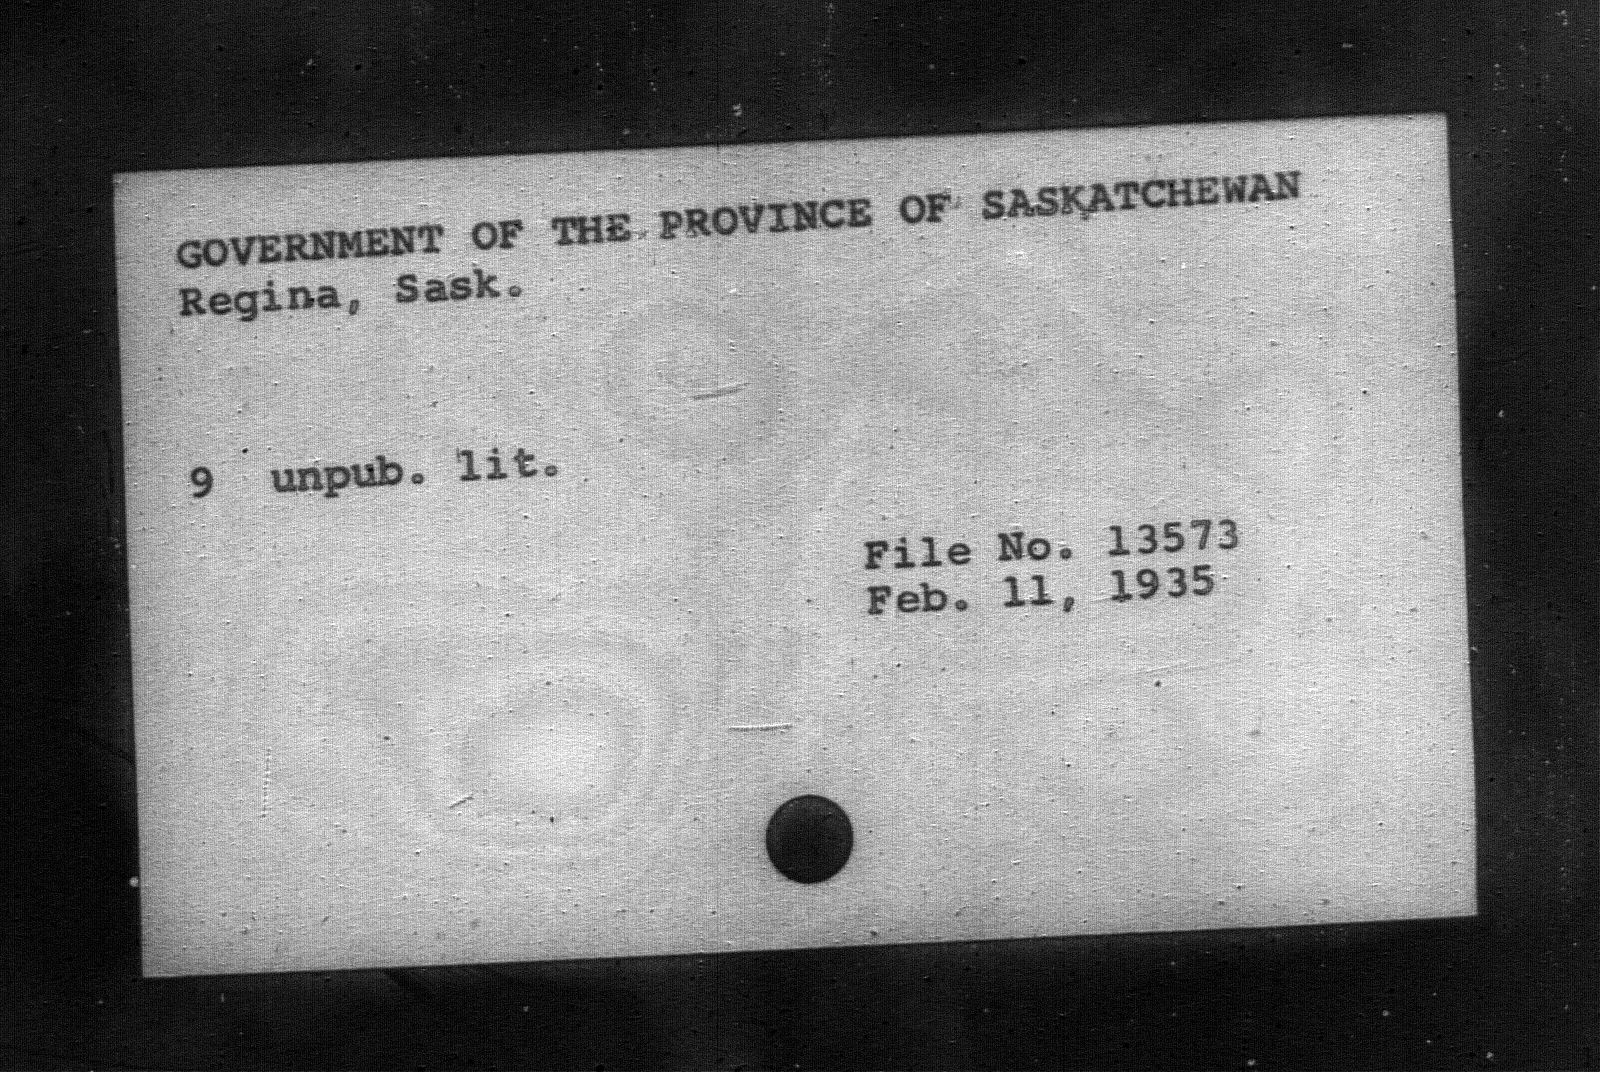 GOVERNMENT OF THE PROVINCE OF SASKATCHEWAN
Regina, Sask.
9 unpub. lit.
File No. 13573
Feb. 11, 1935